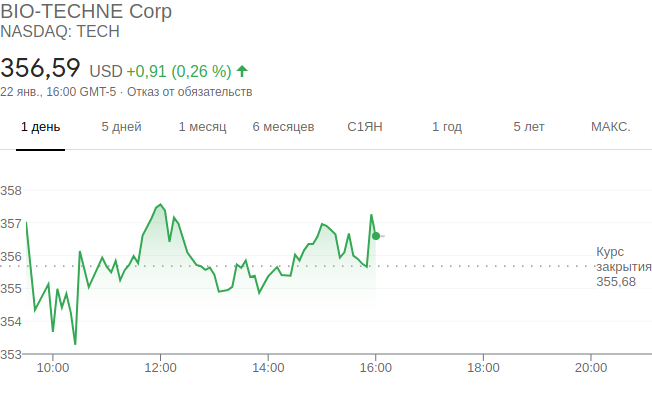 BIO-TECHNE Corp
NASDAQ: TECH
356,59 USD +0,91 (0,26 %)
22 янв., 16:00 GMT-5 · Отказ от обязательств
1 день 5 дней 1 месяц 6 месяцев С1ЯН 1 год 5 лет МАКС.
358
357
356
355
354
353
Курс
закрытия
355,68
10:00 12:00 14:00 16:00 18:00 20:00